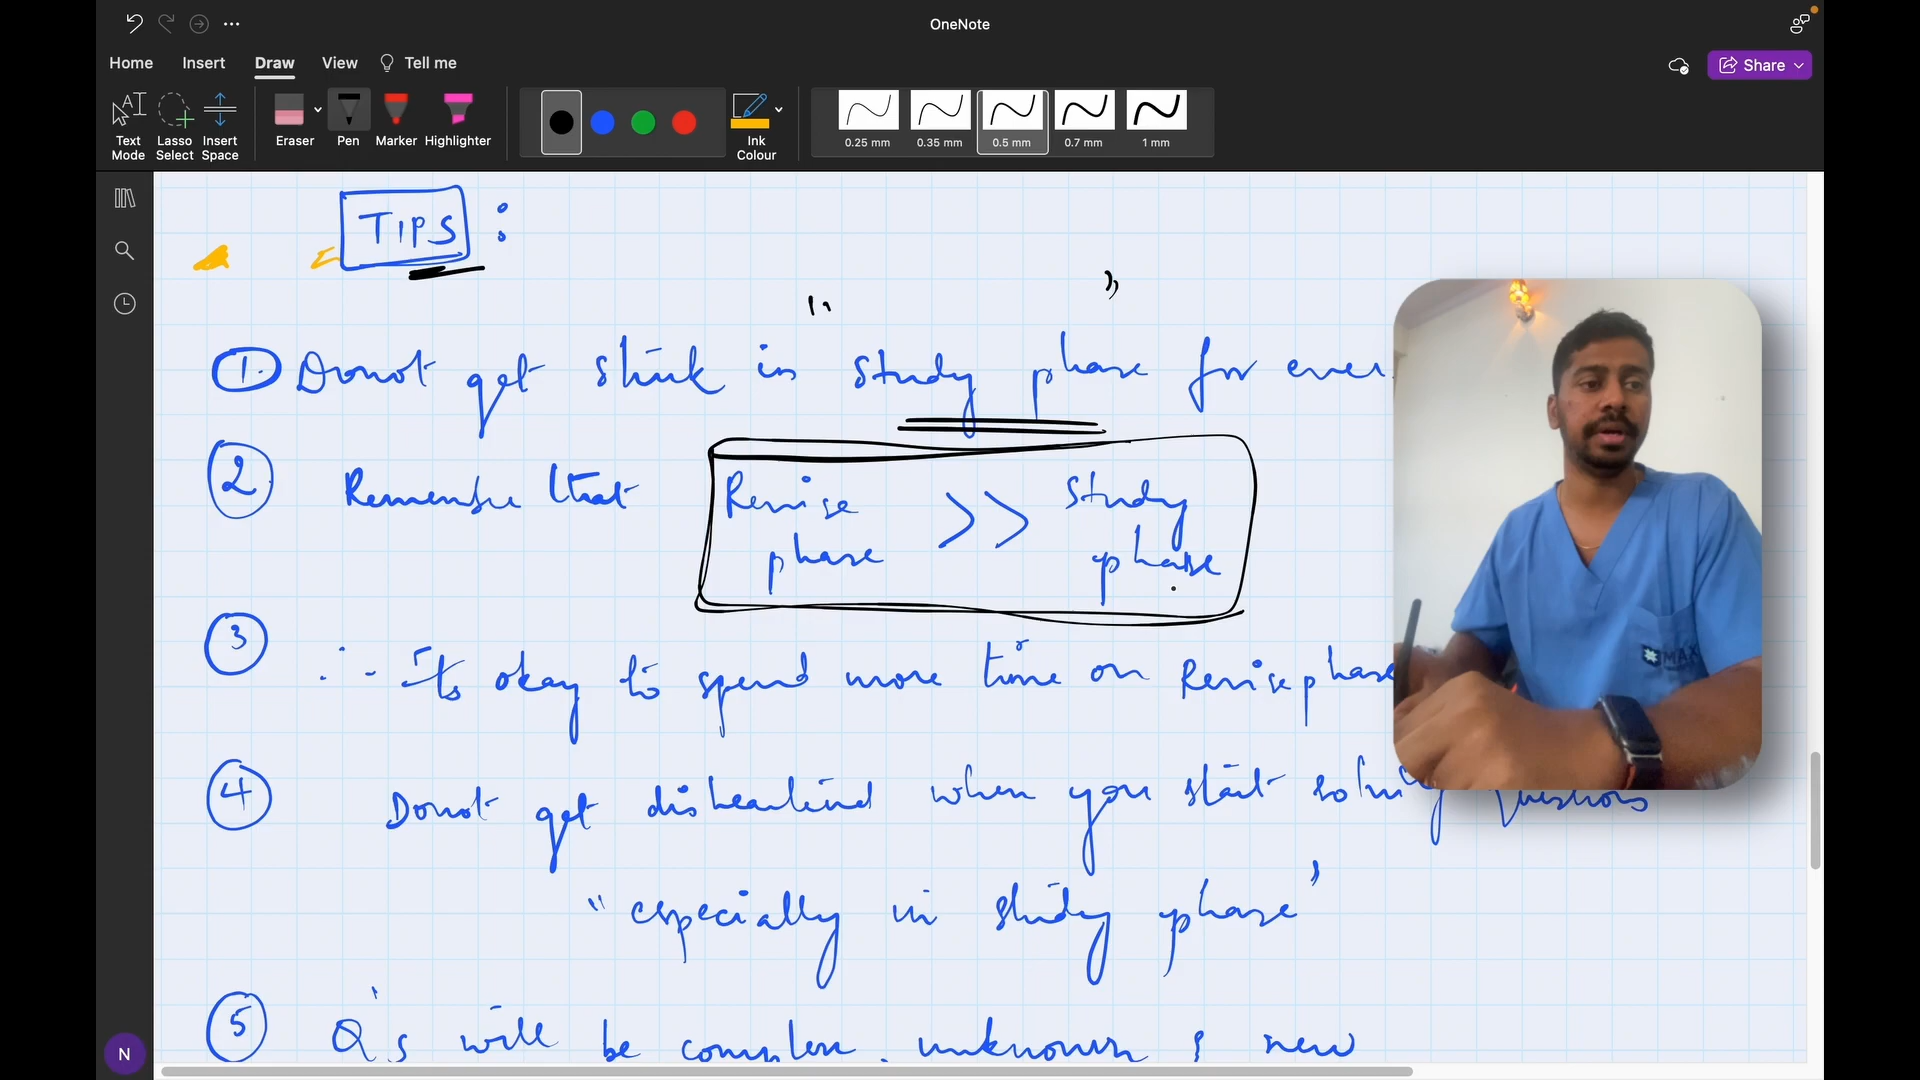 OneNote
Home Insert Draw View Tell me
Share
Text Mode
Lasso Select
Insert Space
Eraser
Pen
Marker
Highlighter
Ink Colour
0.25 mm
0.35 mm
0.5 mm
0.7 mm
1 mm
TIPS :
" "
1. Donot get stuck in study phase for ever.
2 Remember that Revise phase >> Study phase
3 ∴ It's okay to spend more time on Revise phase
4 Donot get disheartened when you start solving questions
"especially in study phase"
5 Q's will be complex, unknown & new
MAX
N